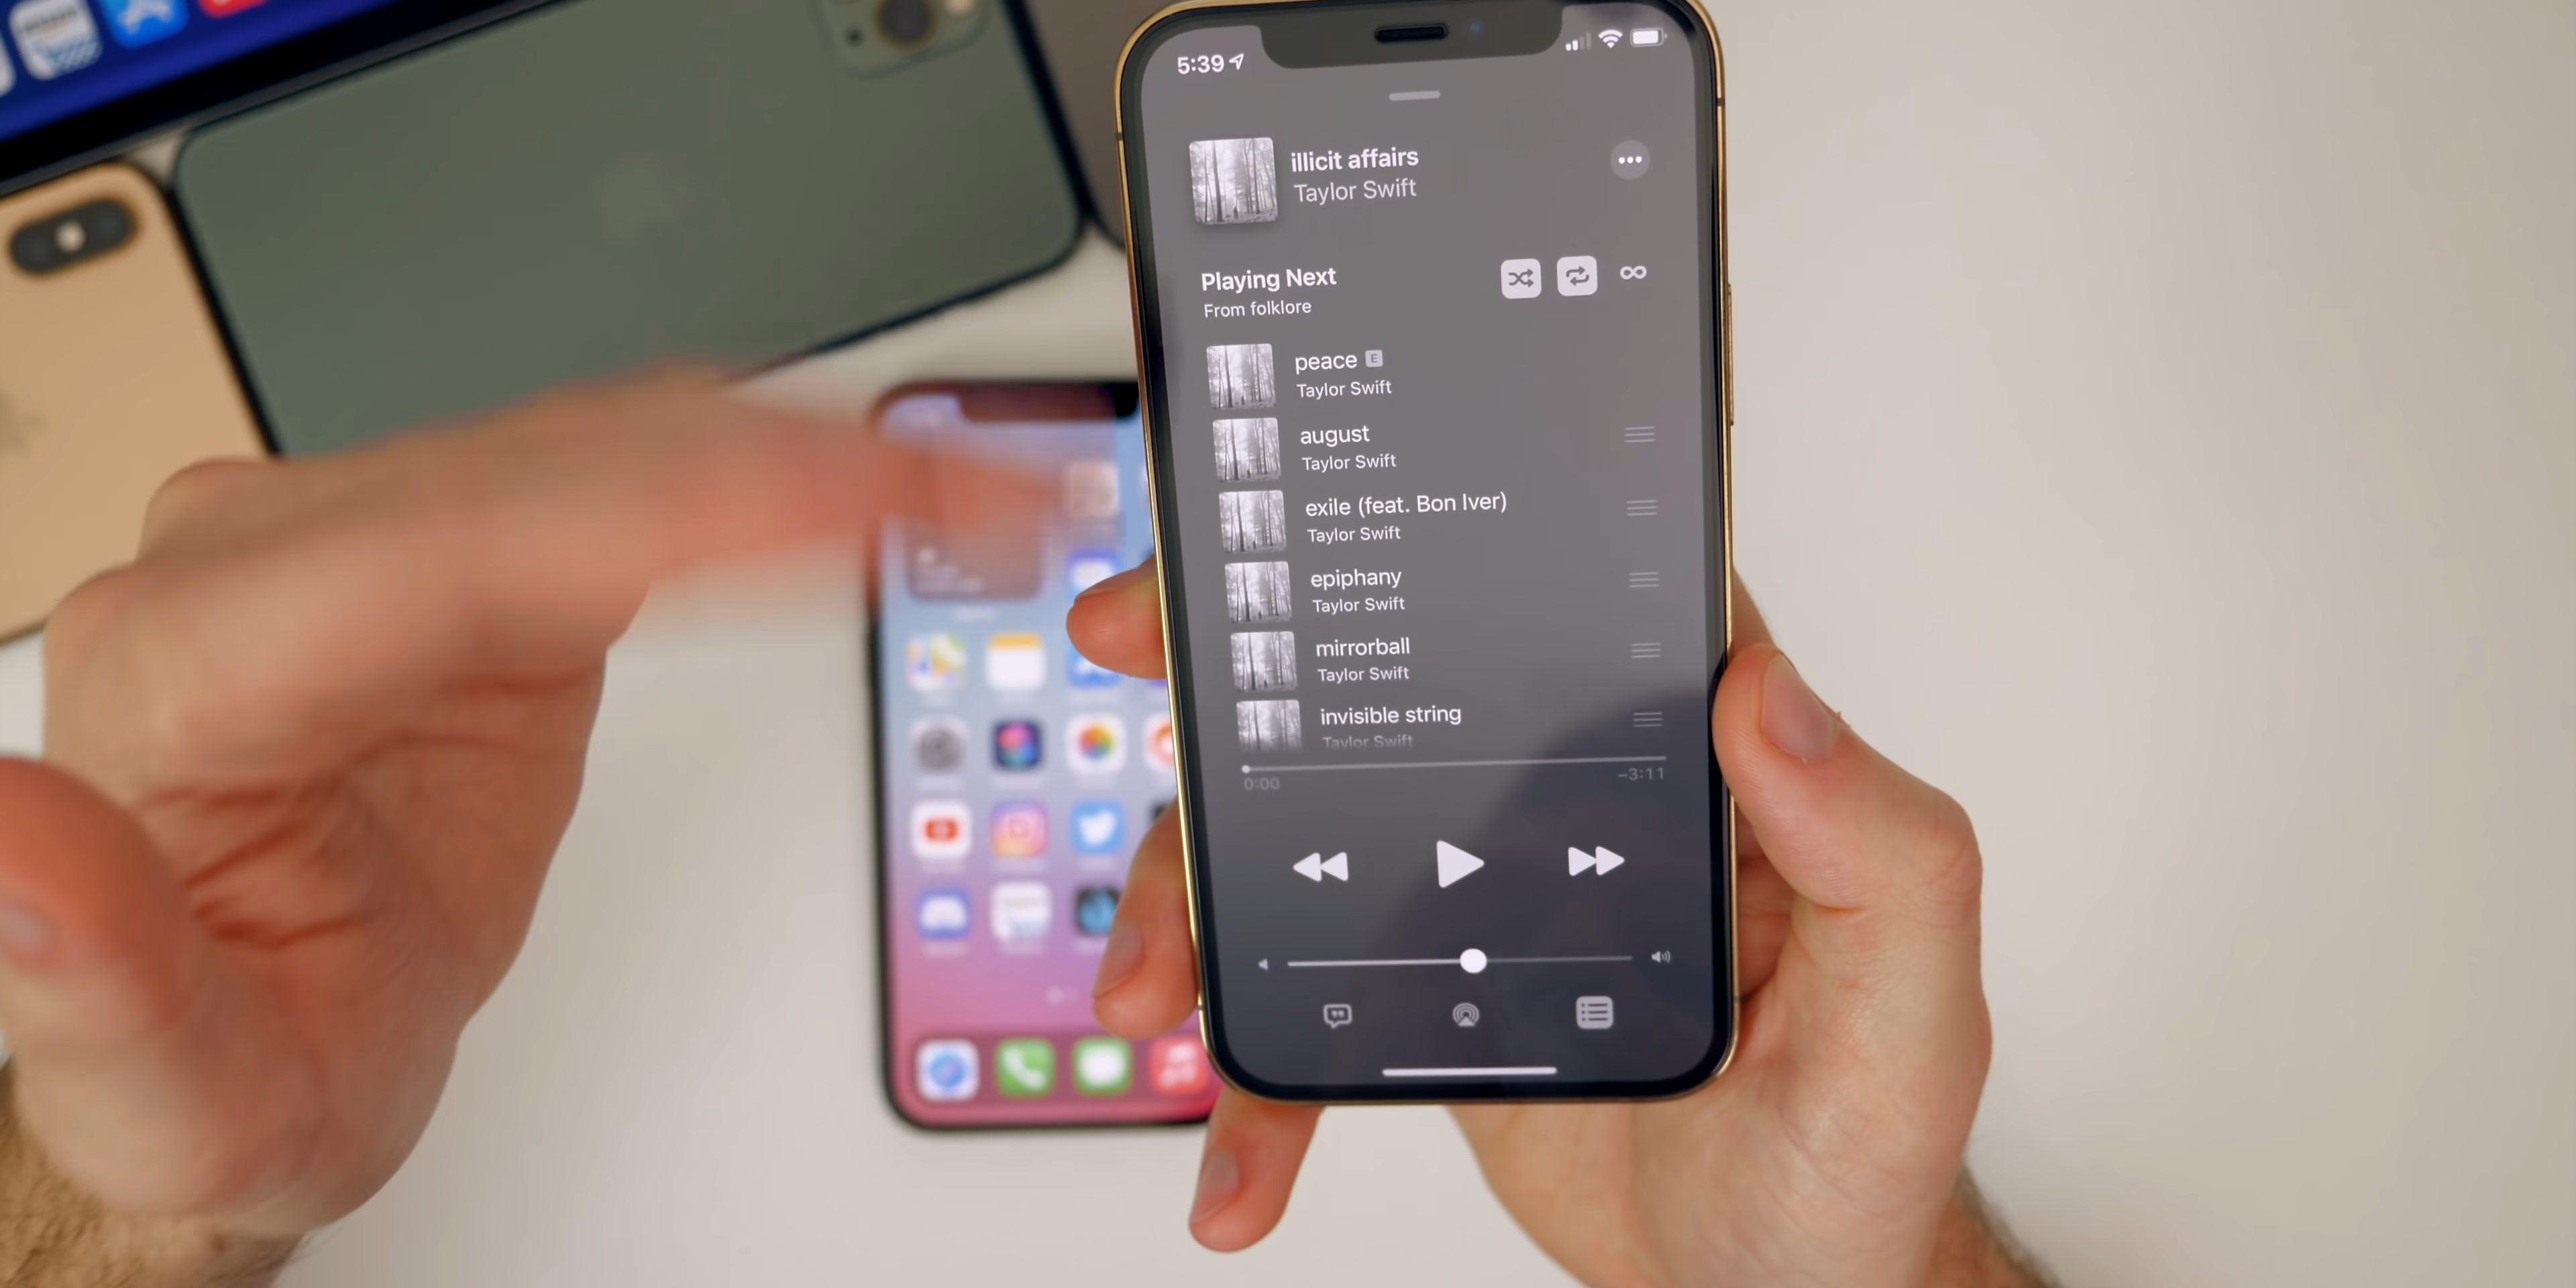 5:39
illicit affairs
Taylor Swift
Playing Next
From folklore
peace E
Taylor Swift
august
Taylor Swift
exile (feat. Bon Iver)
Taylor Swift
epiphany
Taylor Swift
mirrorball
Taylor Swift
invisible string
Taylor Swift
0:00
-3:11